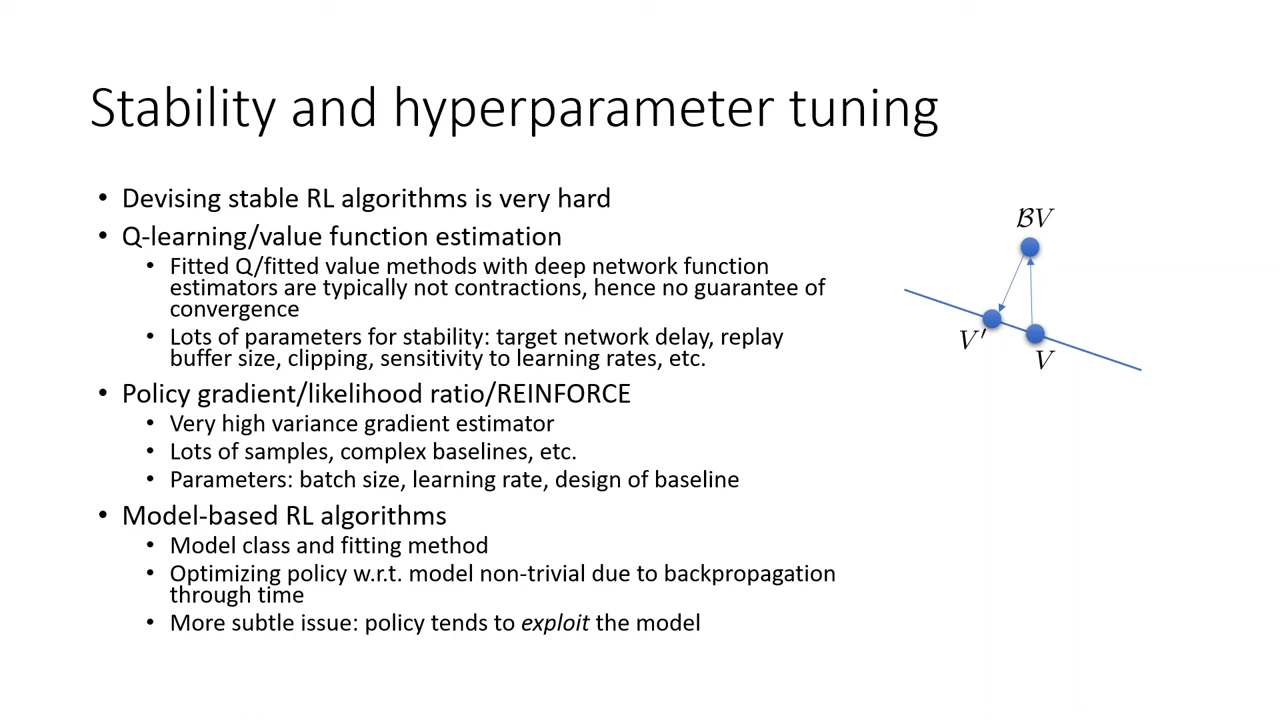 Stability and hyperparameter tuning
• Devising stable RL algorithms is very hard
• Q-learning/value function estimation
• Fitted Q/fitted value methods with deep network function
estimators are typically not contractions, hence no guarantee of
convergence
• Lots of parameters for stability: target network delay, replay
buffer size, clipping, sensitivity to learning rates, etc.
• Policy gradient/likelihood ratio/REINFORCE
• Very high variance gradient estimator
• Lots of samples, complex baselines, etc.
• Parameters: batch size, learning rate, design of baseline
• Model-based RL algorithms
• Model class and fitting method
• Optimizing policy w.r.t. model non-trivial due to backpropagation
through time
• More subtle issue: policy tends to exploit the model
ℬV
V′
V